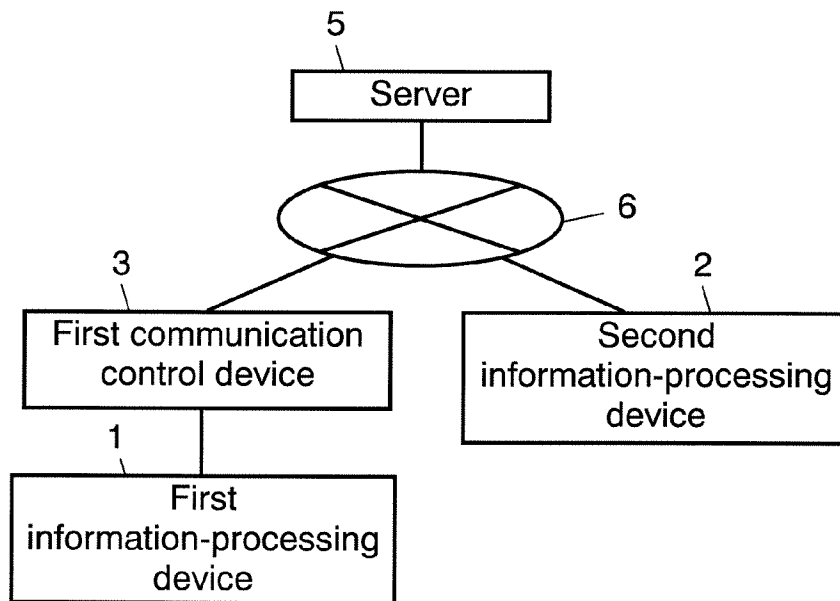 5
Server
6
3
2
First communication
control device
Second
information-processing
device
1
First
information-processing
device